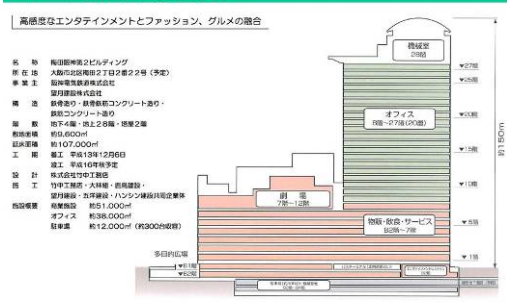 高感度なエンタテインメントとファッション、グルメの融合
名 称 梅田阪神第2ビルディング
所在地 大阪市北区梅田2丁目2番22号（予定）
事業主 阪神電気鉄道株式会社
望月建設株式会社
構 造 鉄骨造り・鉄骨鉄筋コンクリート造り・
鉄筋コンクリート造り
階 数 地下4階・地上28階・塔屋2階
敷地面積 約9,600㎡
延床面積 約107,000㎡
工 期 着工 平成13年12月6日
竣工 平成16年秋予定
設 計 株式会社竹中工務店
施 工 竹中工務店・大林組・鹿島建設・
望月建設・五洋建設・ハンシン建設共同企業体
施設概要 商業施設 約51,000㎡
オフィス 約38,000㎡
駐車場 約12,000㎡（約300台収容）
機械室
28階
▼27階
▼25階
▼20階
オフィス
8階〜27階（20層）
▼15階
▼10階
約150m
劇 場
7階〜12階
物販・飲食・サービス
B2階〜7階
▼5階
▼1階
多目的広場
▼B1階
▼B2階